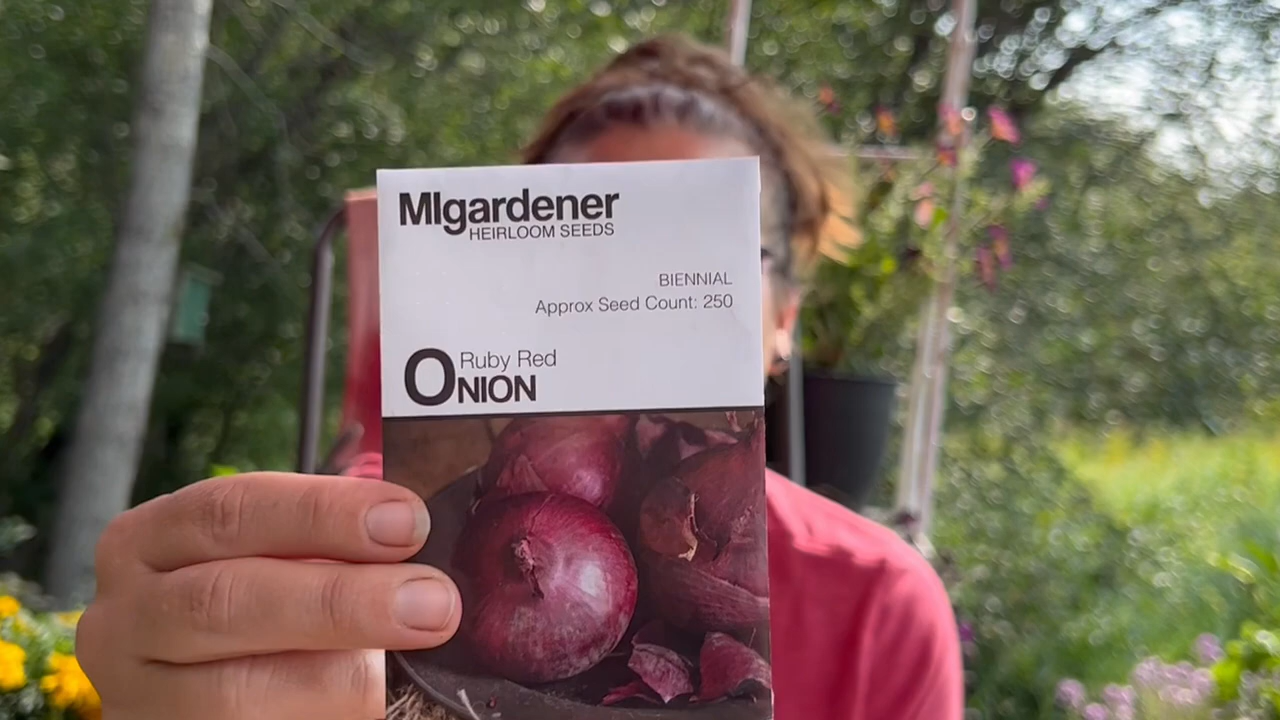 MIgardener
HEIRLOOM SEEDS
BIENNIAL
Approx Seed Count: 250
Ruby Red
ONION